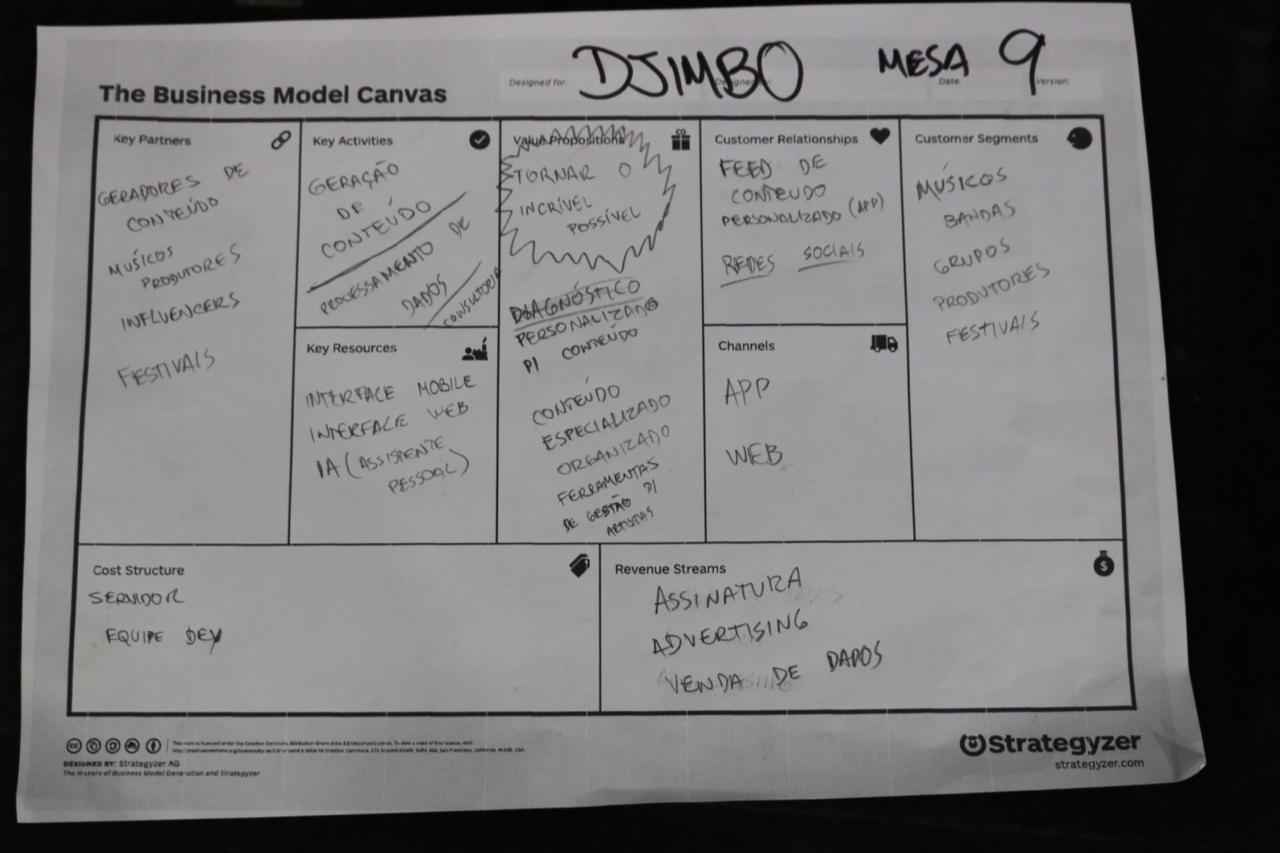 DJIMBO MESA 9
Designed for: Date: Version:
The Business Model Canvas
Key Partners
GERADORES DE
CONTEÚDO
MUSÍCOS
PRODUTORES
INFLUENCERS
FESTIVAIS
Key Activities
GERAÇÃO
DE
CONTEÚDO
PROCESSAMENTO DE
DADOS
CONSULTORIA
Key Resources
INTERFACE MOBILE
INTERFACE WEB
IA (ASSISTENTE
PESSOAL)
Value Propositions
TORNAR O
INCRÍVEL
POSSÍVEL
DIAGNÓSTICO
PERSONALIZADO
P/ CONTEÚDO
CONTEÚDO
ESPECIALIZADO
ORGANIZADO
FERRAMENTAS
DE GESTÃO P/
ARTISTAS
Customer Relationships
FEED DE
CONTEUDO
PERSONALIZADO (APP)
REDES SOCIAIS
Channels
APP
WEB
Customer Segments
MÚSICOS
BANDAS
GRUPOS
PRODUTORES
FESTIVAIS
Cost Structure
SERVIDOR
EQUIPE DEV
Revenue Streams
ASSINATURA
ADVERTISING
VENDA DE DADOS
DESIGNED BY: Strategyzer AG
The makers of Business Model Generation and Strategyzer
Strategyzer
strategyzer.com